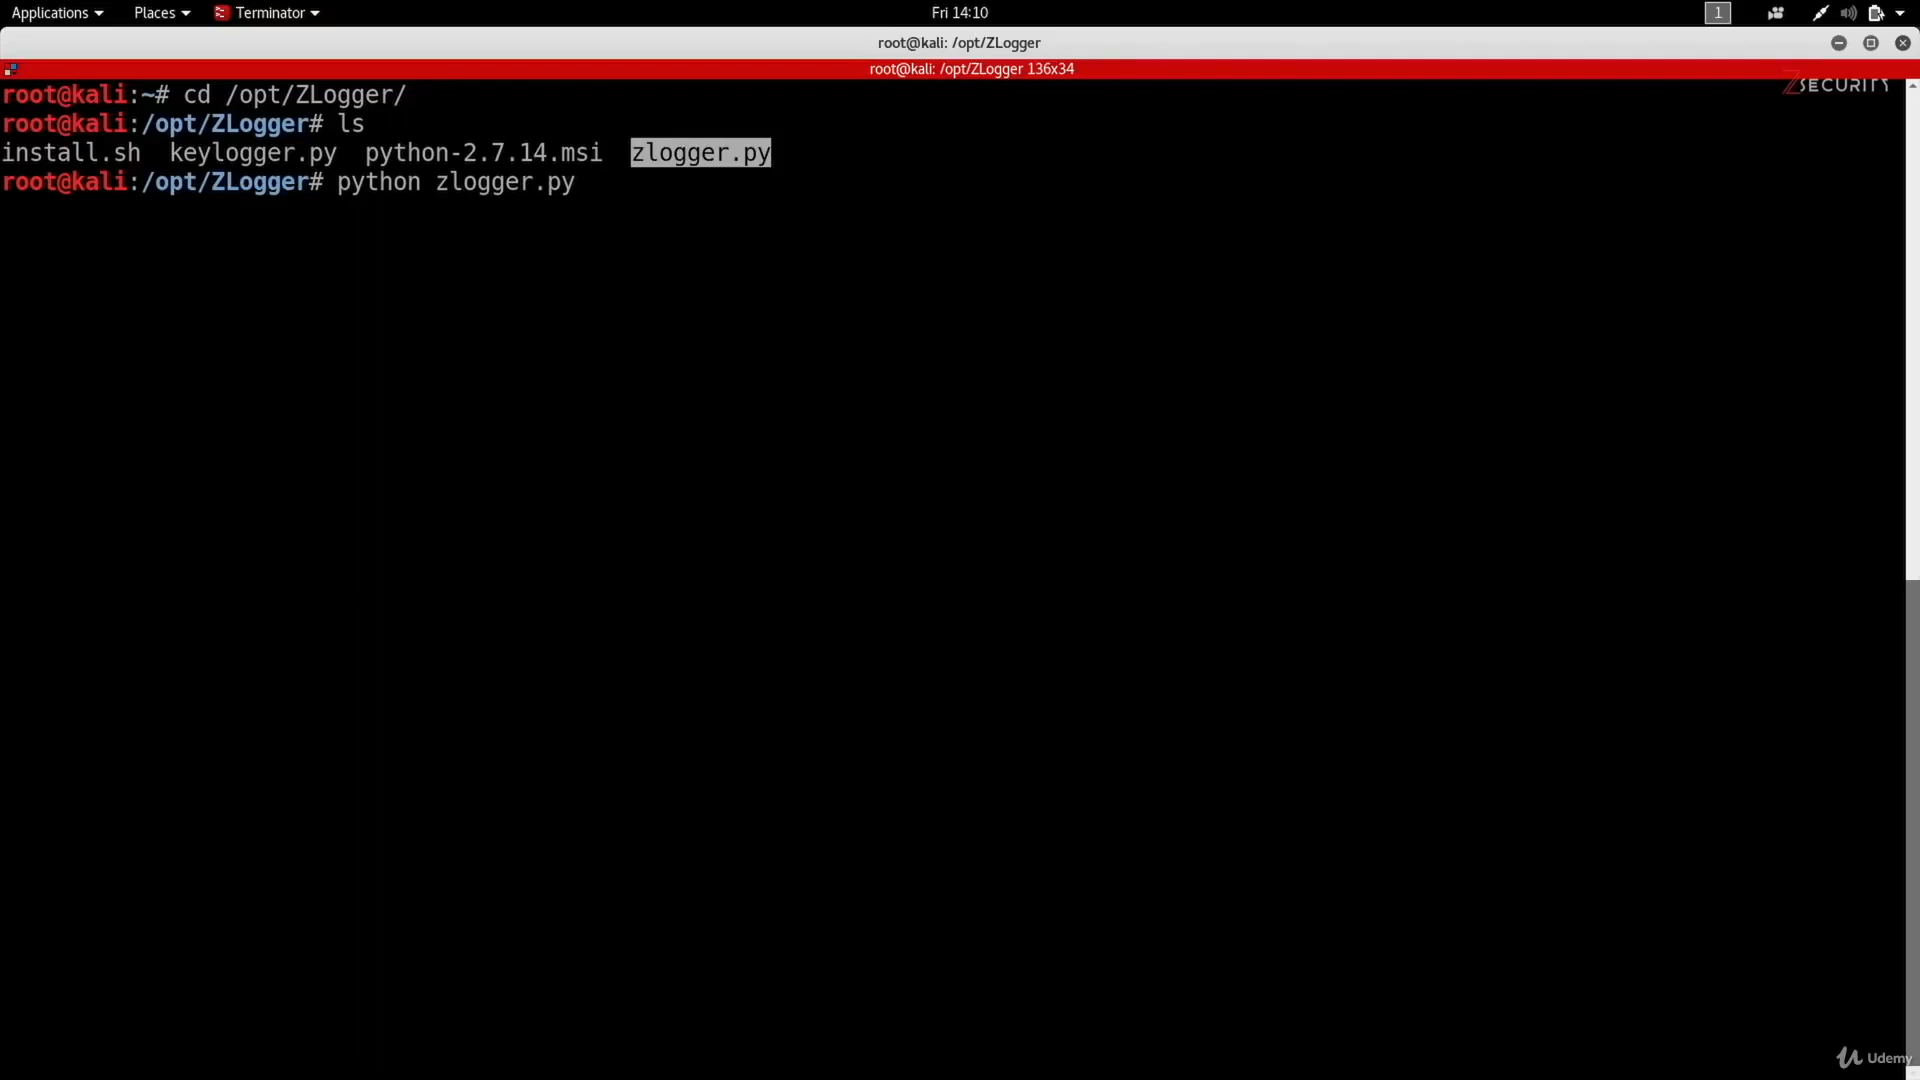 Applications Places Terminator Fri 14:10 1
root@kali: /opt/ZLogger
root@kali: /opt/ZLogger 136x34
ZSECURITY
root@kali:~# cd /opt/ZLogger/
root@kali:/opt/ZLogger# ls
install.sh keylogger.py python-2.7.14.msi zlogger.py
root@kali:/opt/ZLogger# python zlogger.py
Udemy